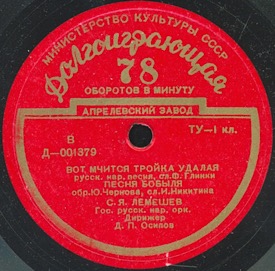 МИНИСТЕРСТВО КУЛЬТУРЫ СССР
Долгоиграющая
78
ОБОРОТОВ В МИНУТУ
АПРЕЛЕВСКИЙ ЗАВОД
ТУ—1 кл.
В
Д—001379
ВОТ МЧИТСЯ ТРОЙКА УДАЛАЯ
русск. нар. песня, сл. Ф. Глинки
ПЕСНЯ БОБЫЛЯ
обр. Ю. Чернова, сл. И. Никитина
С. Я. ЛЕМЕШЕВ
Гос. русск. нар. орк.
Дирижер
Д. П. Осипов